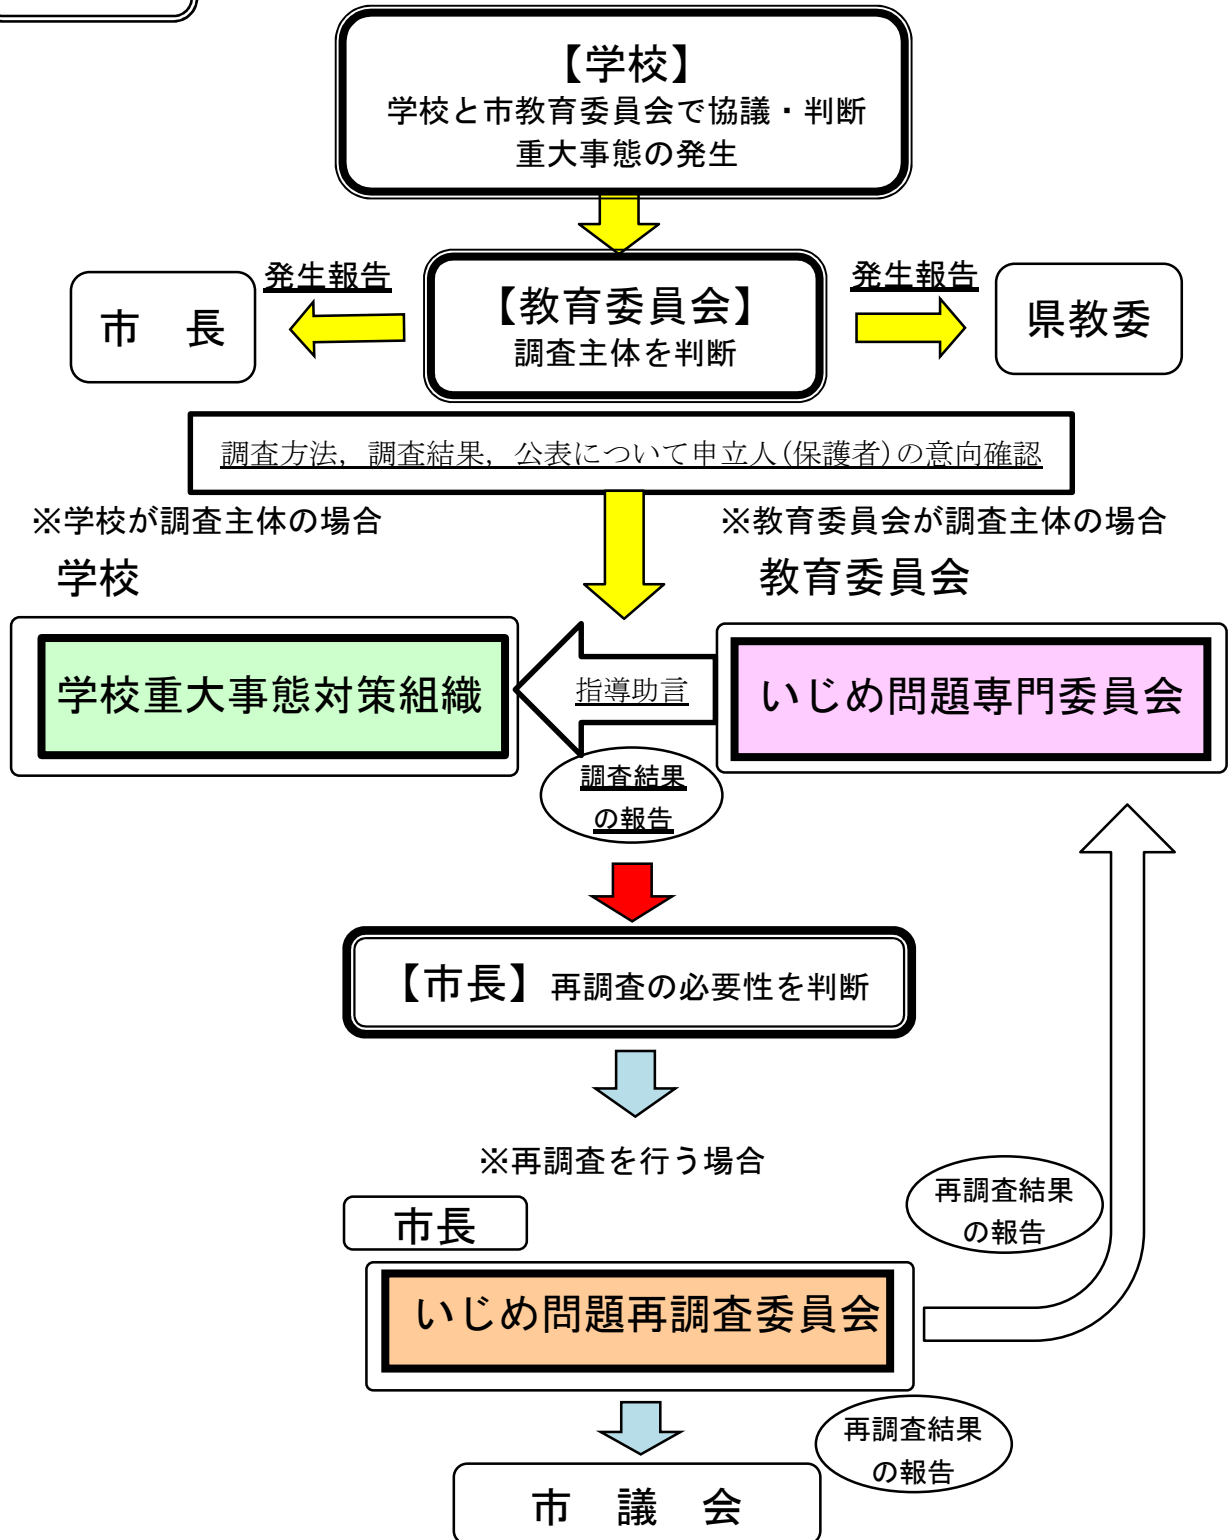 【学校】
学校と市教育委員会で協議・判断
重大事態の発生
発生報告
発生報告
市　長
【教育委員会】
調査主体を判断
県教委
調査方法，調査結果，公表について申立人(保護者)の意向確認
※学校が調査主体の場合
※教育委員会が調査主体の場合
学校
教育委員会
学校重大事態対策組織
指導助言
いじめ問題専門委員会
調査結果
の報告
【市長】再調査の必要性を判断
※再調査を行う場合
再調査結果
の報告
市長
いじめ問題再調査委員会
再調査結果
の報告
市　議　会